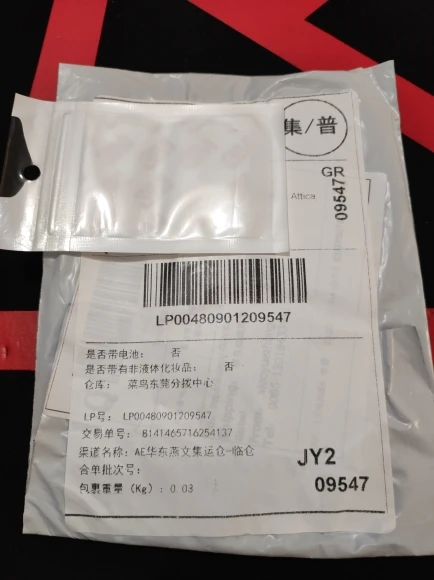 集/普
GR
Attica
09547
LP00480901209547
是否带电池： 否
是否带有非液体化妆品： 否
仓库： 菜鸟东莞分拨中心
LP号： LP00480901209547
交易单号： 8141465716254137
渠道名称：AE华东燕文集运仓-临仓
合单批次号：
包裹重量（Kg）：0.03
JY2
09547